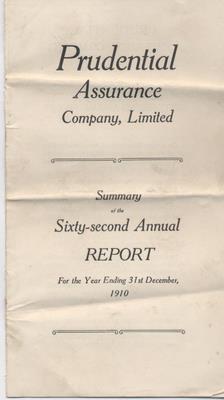 Prudential
Assurance
Company, Limited
Summary
of the
Sixty-second Annual
REPORT
For the Year Ending 31st December,
1910